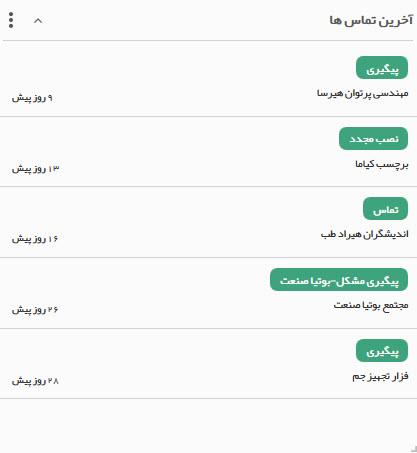 آخرین تماس ها
پیگیری
مهندسی پرتوان هیرسا
۹ روز پیش
نصب مجدد
برچسب کیاما
۱۳ روز پیش
تماس
اندیشگران هیراد طب
۱۶ روز پیش
پیگیری مشکل-بوتیا صنعت
مجتمع بوتیا صنعت
۲۶ روز پیش
پیگیری
فراز تجهیز جم
۲۸ روز پیش